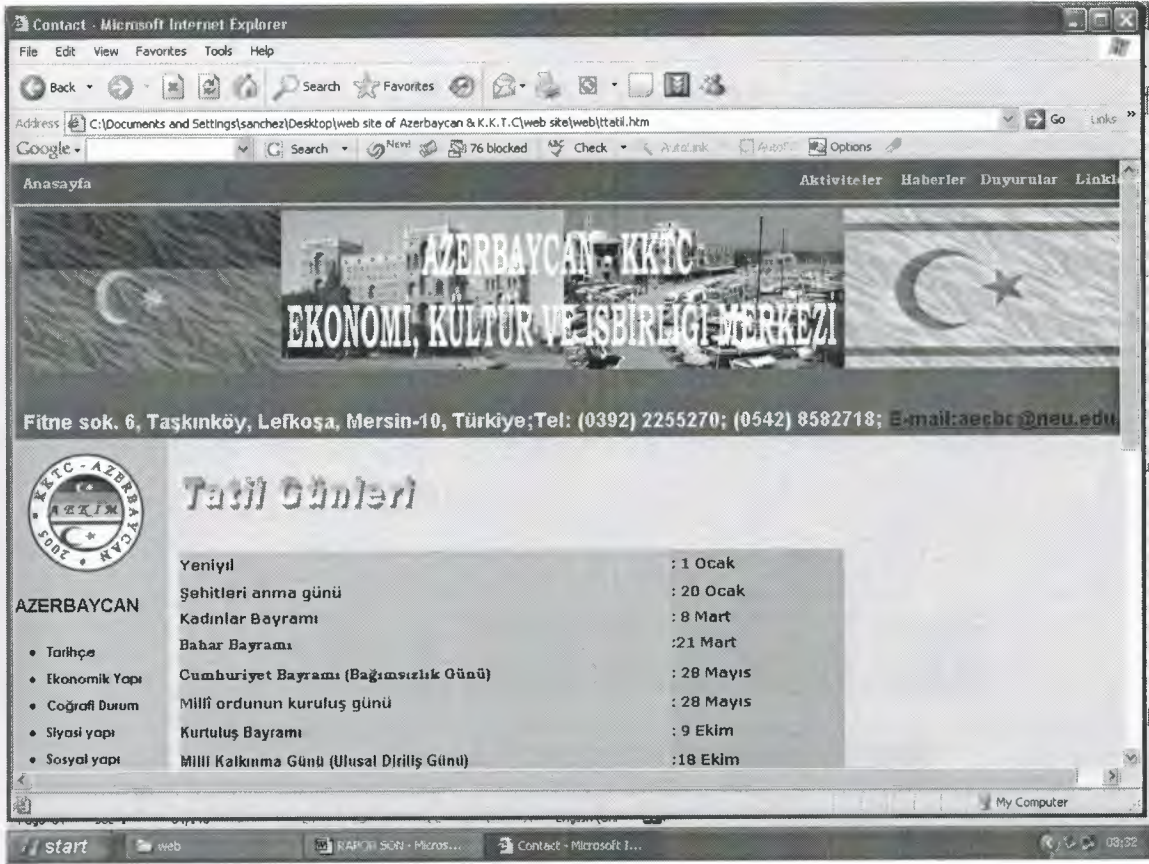 Contact - Microsoft Internet Explorer
File Edit View Favorites Tools Help
Back Search Favorites
Address C:\Documents and Settings\sanchez\Desktop\web site of Azerbaycan & K.K.T.C\web site\web\ttatil.htm Go Links »
Google Search New! 76 blocked Check AutoLink Options
Anasayfa Aktiviteler Haberler Duyurular Linkle
AZERBAYCAN - KKTC
EKONOMI, KÜLTÜR VE IŞBİRLİGİ MERKEZİ
Fitne sok. 6, Taşkınköy, Lefkoşa, Mersin-10, Türkiye;Tel: (0392) 2255270; (0542) 8582718; E-mail:aecbc@neu.edu.
KKTC - AZERBAYCAN
AEKİM
2005
Tatil Günleri
Yeniyıl : 1 Ocak
Şehitleri anma günü : 20 Ocak
Kadınlar Bayramı : 8 Mart
Bahar Bayramı :21 Mart
Cumhuriyet Bayramı (Bağımsızlık Günü) : 28 Mayıs
Millî ordunun kuruluş günü : 28 Mayıs
Kurtuluş Bayramı : 9 Ekim
Milli Kalkınma Günü (Ulusal Diriliş Günü) :18 Ekim
AZERBAYCAN
• Tarihçe
• Ekonomik Yapı
• Coğrafi Durum
• Siyasi yapı
• Sosyal yapı
My Computer
start web RAPOR SON - Micros... Contact - Microsoft I... 03:32